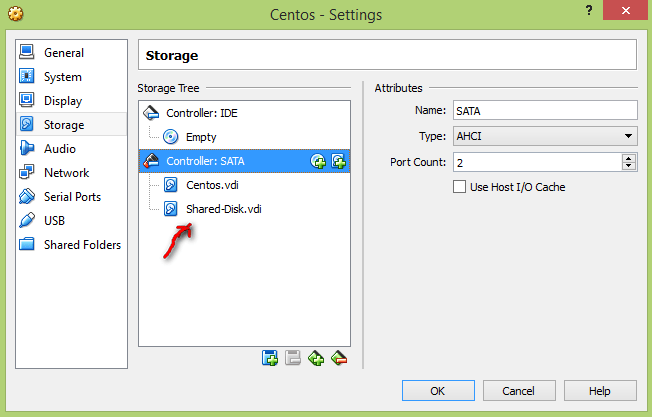 Centos - Settings
?
General
System
Display
Storage
Audio
Network
Serial Ports
USB
Shared Folders
Storage
Storage Tree
Controller: IDE
Empty
Controller: SATA
Centos.vdi
Shared-Disk.vdi
Attributes
Name: SATA
Type: AHCI
Port Count: 2
Use Host I/O Cache
OK Cancel Help